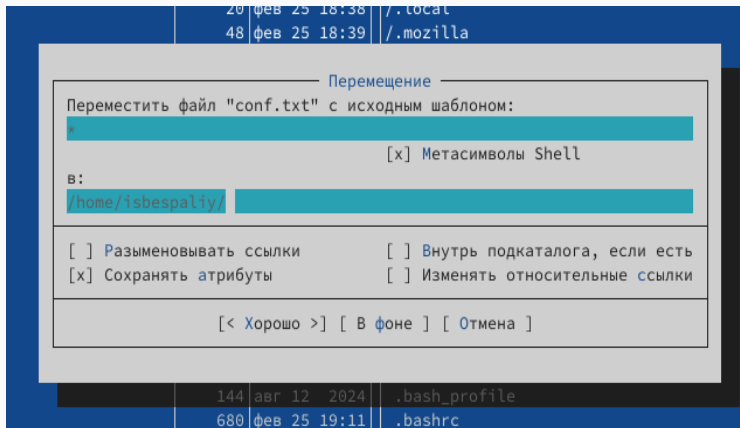 20 фев 25 18:38 /.local
48 фев 25 18:39 /.mozilla
Перемещение
Переместить файл "conf.txt" с исходным шаблоном:
*
[x] Метасимволы Shell
в:
/home/isbespaliy/
[ ] Разыменовывать ссылки [ ] Внутрь подкаталога, если есть
[x] Сохранять атрибуты [ ] Изменять относительные ссылки
[< Хорошо >] [ В фоне ] [ Отмена ]
144 авг 12 2024 .bash_profile
680 фев 25 19:11 .bashrc